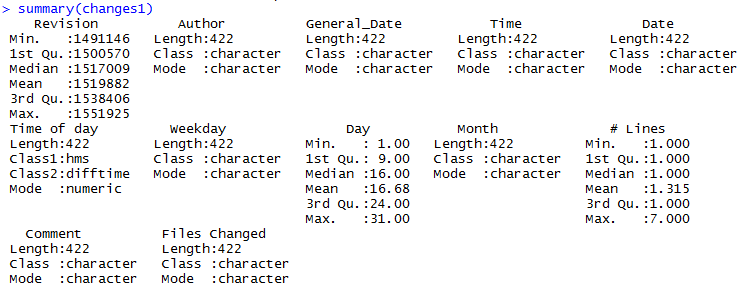 > summary(changes1)
    Revision          Author          General_Date           Time               Date
 Min.   :1491146   Length:422         Length:422         Length:422         Length:422
 1st Qu.:1500570   Class :character   Class :character   Class :character   Class :character
 Median :1517009   Mode  :character   Mode  :character   Mode  :character   Mode  :character
 Mean   :1519882
 3rd Qu.:1538406
 Max.   :1551925
 Time of day         Weekday               Day           Month              # Lines
 Length:422        Length:422         Min.   : 1.00   Length:422         Min.   :1.000
 Class1:hms        Class :character   1st Qu.: 9.00   Class :character   1st Qu.:1.000
 Class2:difftime   Mode  :character   Median :16.00   Mode  :character   Median :1.000
 Mode  :numeric                       Mean   :16.68                      Mean   :1.315
                                      3rd Qu.:24.00                      3rd Qu.:1.000
                                      Max.   :31.00                      Max.   :7.000
   Comment          Files Changed
 Length:422         Length:422
 Class :character   Class :character
 Mode  :character   Mode  :character